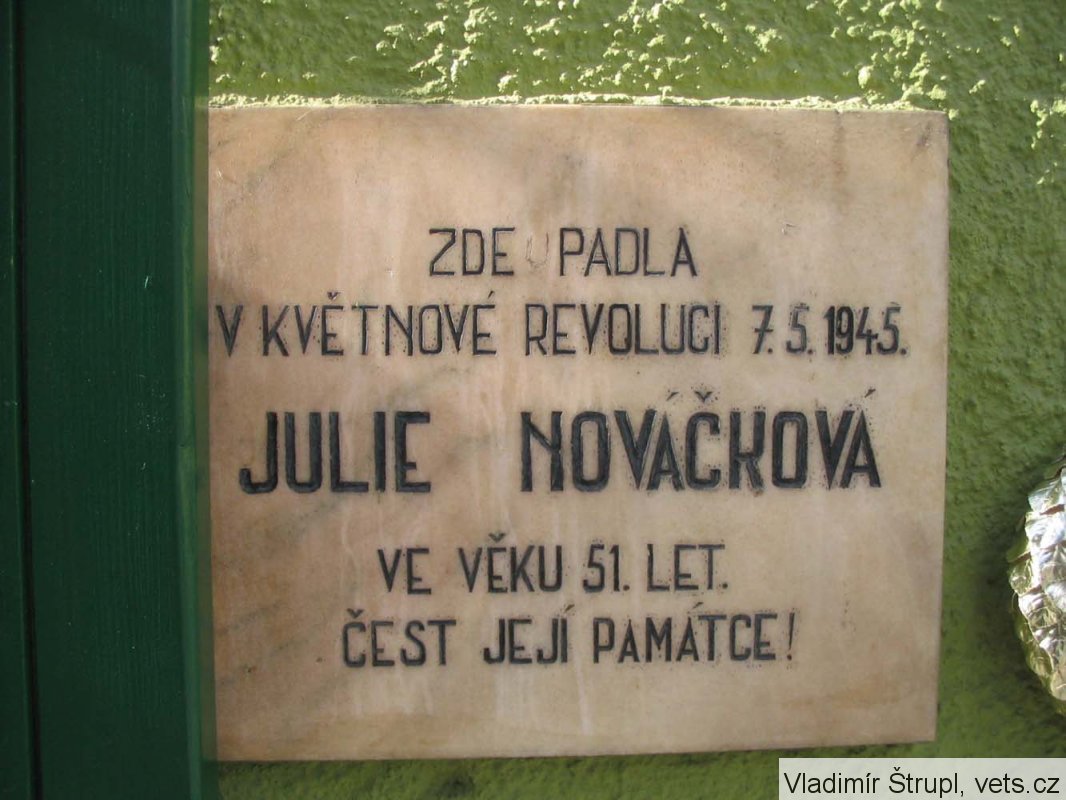 ZDE PADLA
V KVĚTNOVÉ REVOLUCI 7.5.1945.
JULIE NOVÁČKOVÁ
VE VĚKU 51. LET.
ČEST JEJÍ PAMÁTCE!
Vladimír Štrupl, vets.cz